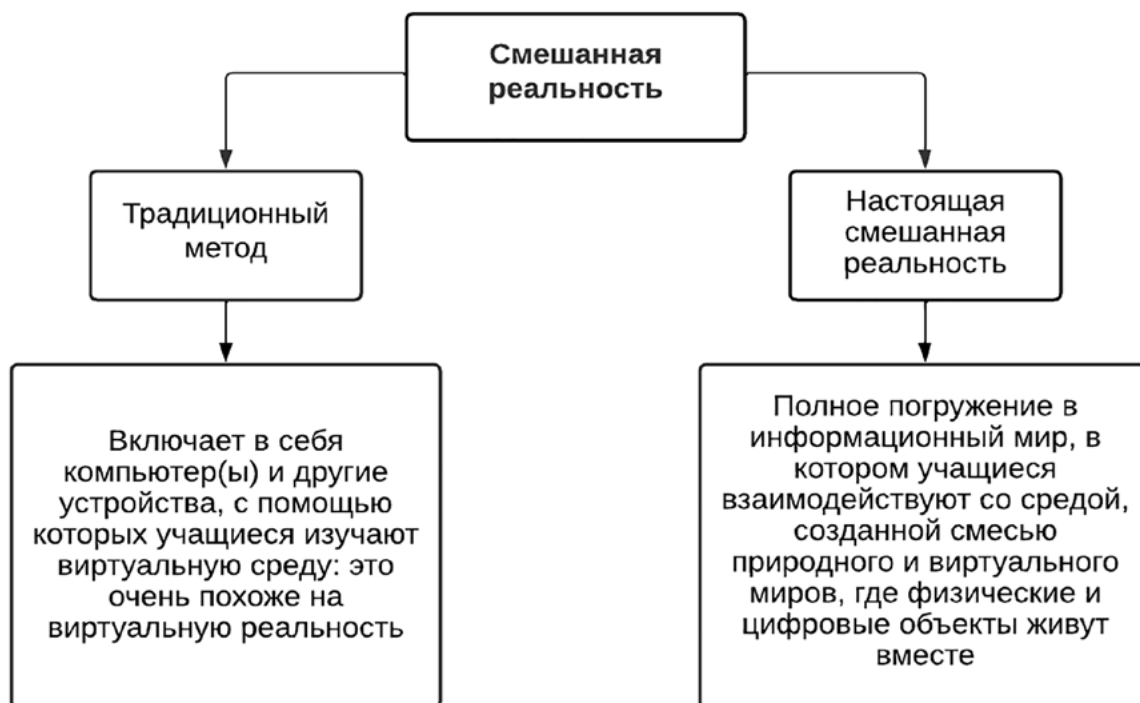 Смешанная
реальность
Традиционный
метод
Настоящая
смешанная
реальность
Включает в себя
компьютер(ы) и другие
устройства, с помощью
которых учащиеся изучают
виртуальную среду: это
очень похоже на
виртуальную реальность
Полное погружение в
информационный мир, в
котором учащиеся
взаимодействуют со средой,
созданной смесью
природного и виртуального
миров, где физические и
цифровые объекты живут
вместе